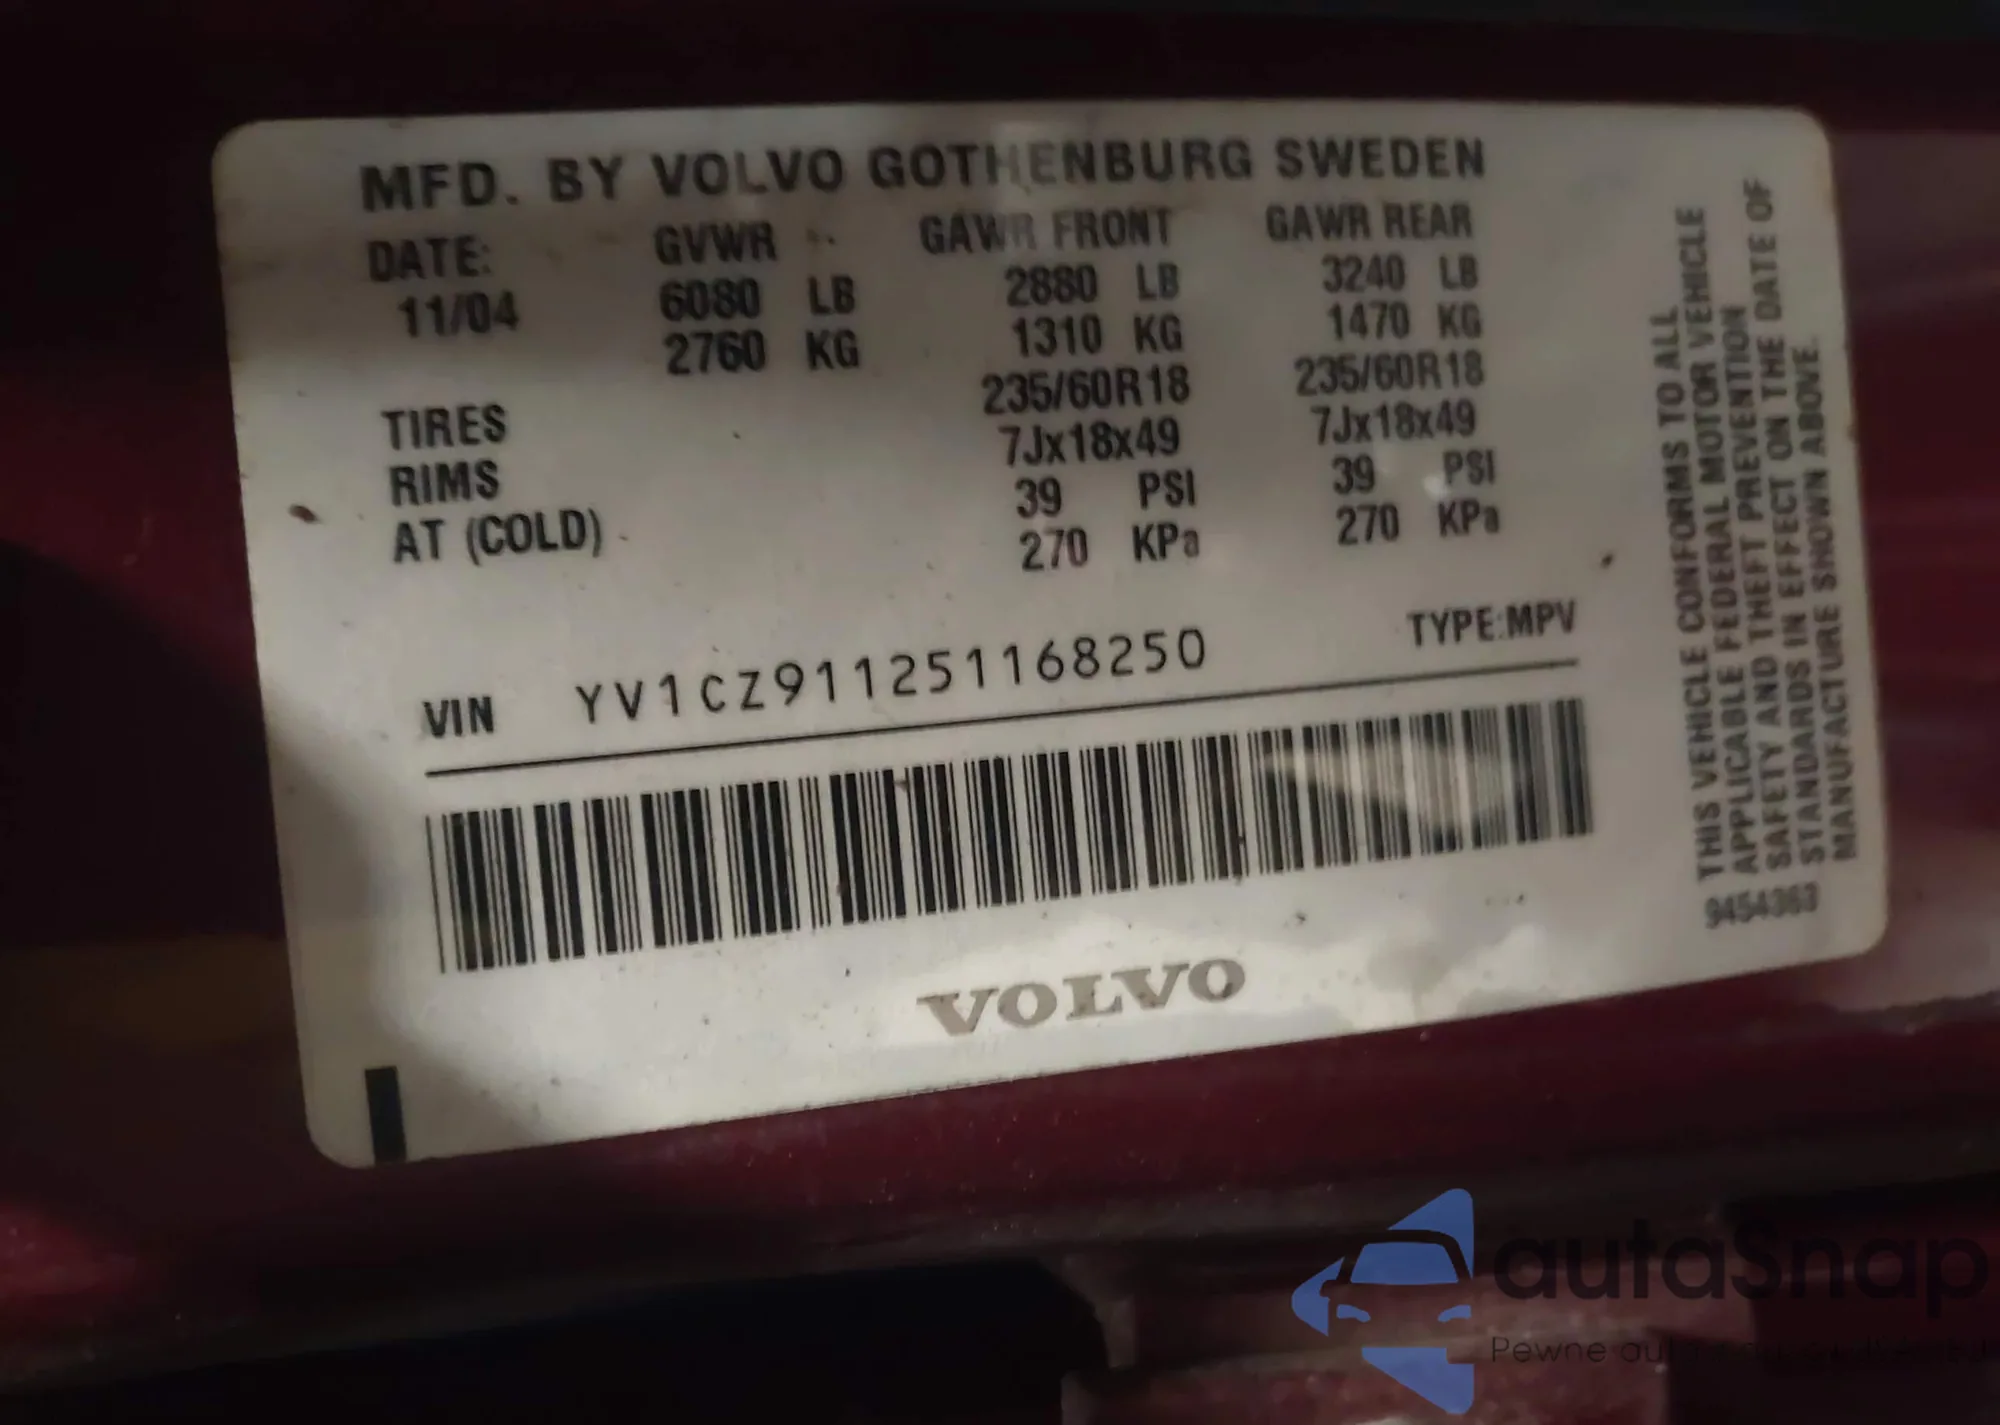 MFD. BY VOLVO GOTHENBURG SWEDEN
DATE: GVWR GAWR FRONT GAWR REAR
11/04 6080 LB 2880 LB 3240 LB
2760 KG 1310 KG 1470 KG
TIRES 235/60R18 235/60R18
RIMS 7Jx18x49 7Jx18x49
AT (COLD) 39 PSI 39 PSI
270 KPa 270 KPa
VIN YV1CZ911251168250 TYPE:MPV
VOLVO
THIS VEHICLE CONFORMS TO ALL
APPLICABLE FEDERAL MOTOR VEHICLE
SAFETY AND THEFT PREVENTION
STANDARDS IN EFFECT ON THE DATE OF
MANUFACTURE SHOWN ABOVE.
9454363
autaSnap
Pewne